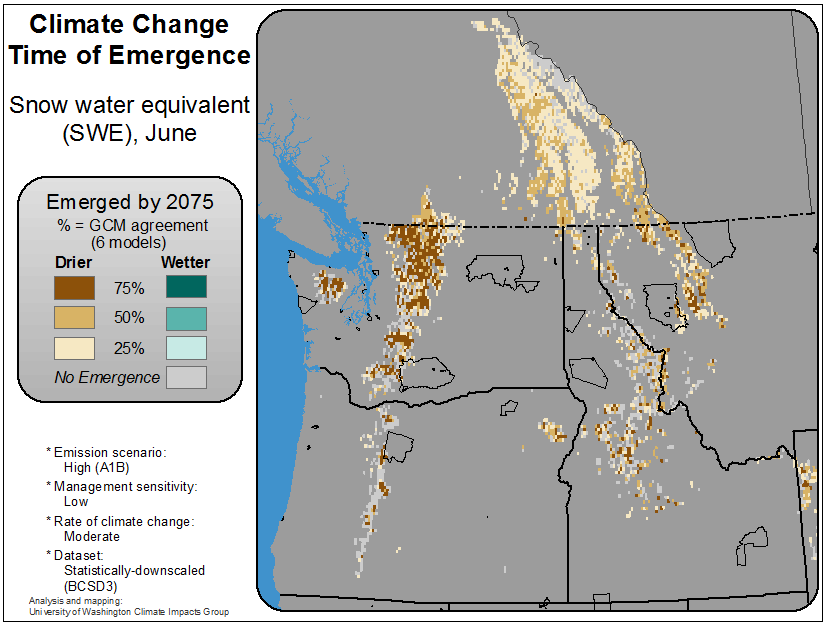 Climate Change
Time of Emergence
Snow water equivalent
(SWE), June
Emerged by 2075
% = GCM agreement
(6 models)
Drier Wetter
75%
50%
25%
No Emergence
* Emission scenario:
High (A1B)
* Management sensitivity:
Low
* Rate of climate change:
Moderate
* Dataset:
Statistically-downscaled
(BCSD3)
Analysis and mapping:
University of Washington Climate Impacts Group